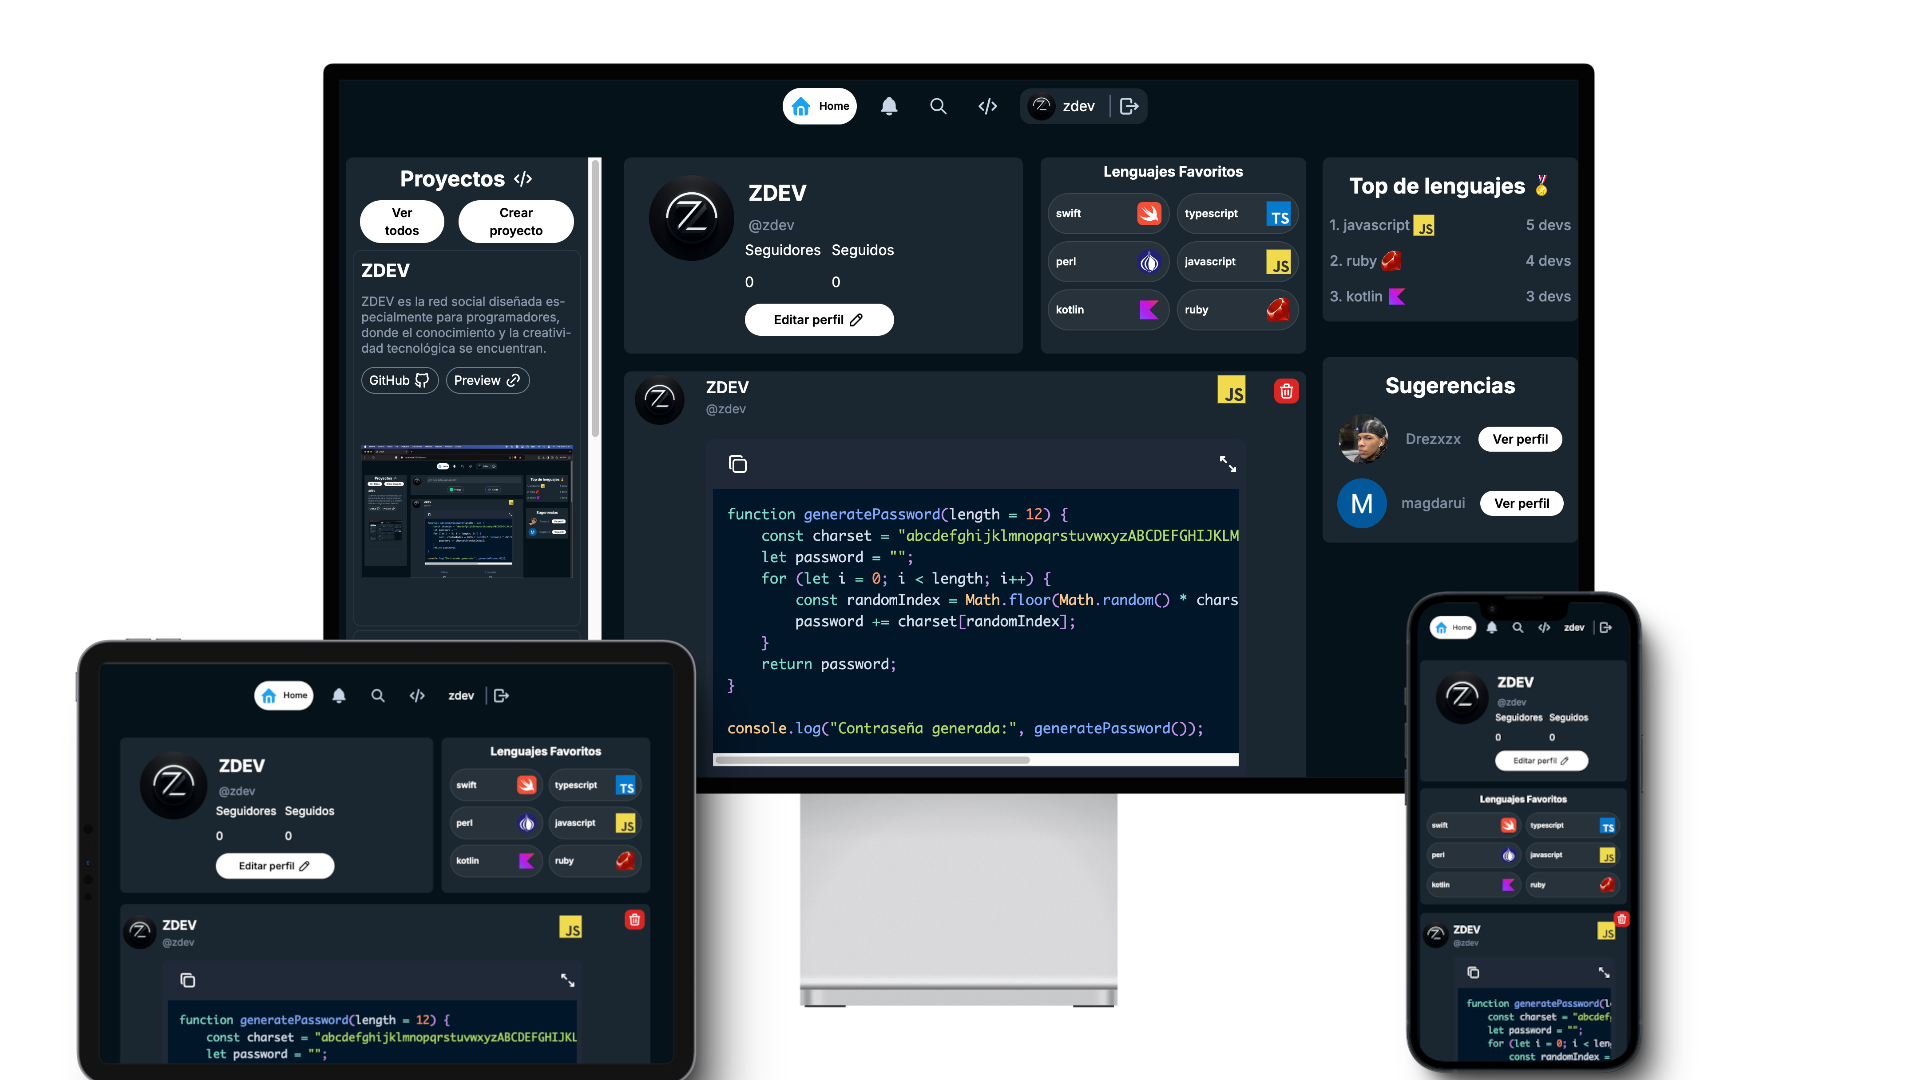 Home
zdev
Proyectos </>
Ver
todos
Crear
proyecto
ZDEV
ZDEV es la red social diseñada es-
pecialmente para programadores,
donde el conocimiento y la creativi-
dad tecnológica se encuentran.
GitHub
Preview
ZDEV
@zdev
Seguidores Seguidos
0 0
Editar perfil
Lenguajes Favoritos
swift
typescript TS
perl
javascript JS
kotlin
ruby
Top de lenguajes
1. javascript JS 5 devs
2. ruby 4 devs
3. kotlin 3 devs
Sugerencias
Drezxzx Ver perfil
M magdarui Ver perfil
ZDEV
@zdev
JS
function generatePassword(length = 12) {
const charset = "abcdefghijklmnopqrstuvwxyzABCDEFGHIJKLM
let password = "";
for (let i = 0; i < length; i++) {
const randomIndex = Math.floor(Math.random() * chars
password += charset[randomIndex];
}
return password;
}
console.log("Contraseña generada:", generatePassword());
Home
zdev
ZDEV
@zdev
Seguidores Seguidos
0 0
Editar perfil
Lenguajes Favoritos
swift
typescript TS
perl
javascript JS
kotlin
ruby
ZDEV
@zdev
JS
function generatePassword(length = 12) {
const charset = "abcdefghijklmnopqrstuvwxyzABCDEFGHIJKL
let password = "";
Home
zdev
ZDEV
@zdev
Seguidores Seguidos
0 0
Editar perfil
Lenguajes Favoritos
swift
typescript TS
perl
javascript JS
kotlin
ruby
ZDEV
@zdev
JS
function generatePassword(l
const charset = "abcdef
let password = "";
for (let i = 0; i < len
const randomIndex =